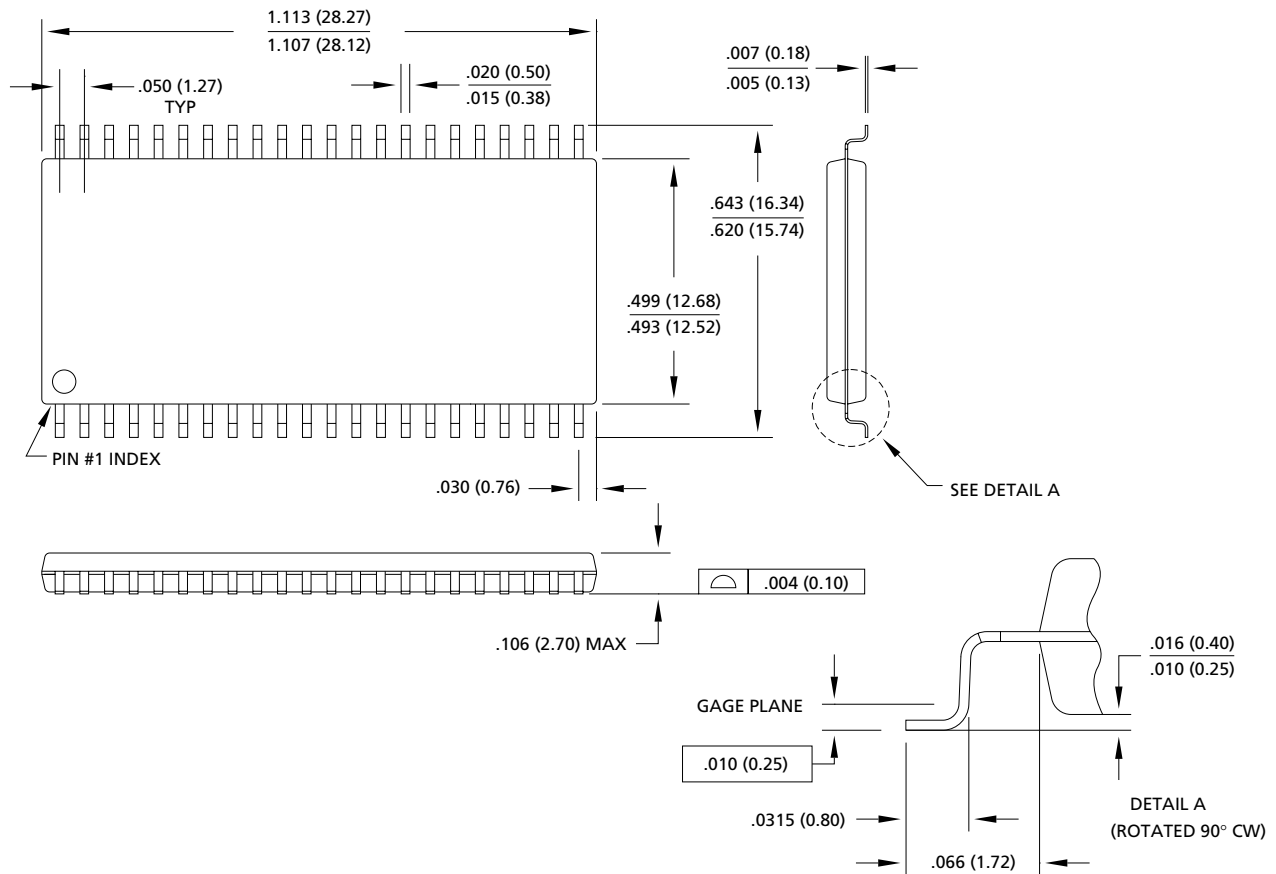 1.113 (28.27)
1.107 (28.12)
.050 (1.27)
TYP
.020 (0.50)
.015 (0.38)
.007 (0.18)
.005 (0.13)
.643 (16.34)
.620 (15.74)
.499 (12.68)
.493 (12.52)
PIN #1 INDEX
.030 (0.76)
SEE DETAIL A
.004 (0.10)
.106 (2.70) MAX
.016 (0.40)
.010 (0.25)
GAGE PLANE
.010 (0.25)
.0315 (0.80)
DETAIL A
(ROTATED 90° CW)
.066 (1.72)